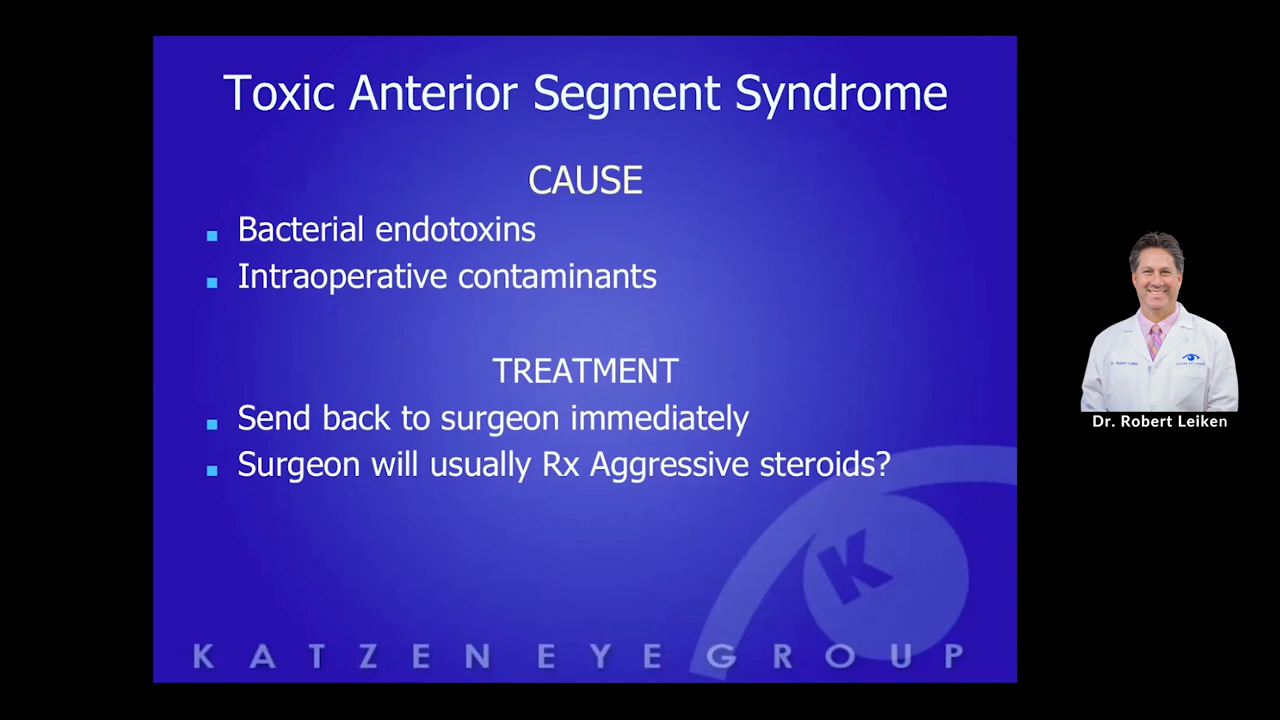 Toxic Anterior Segment Syndrome
CAUSE
Bacterial endotoxins
Intraoperative contaminants
TREATMENT
Send back to surgeon immediately
Surgeon will usually Rx Aggressive steroids?
K
KATZEN EYE GROUP
Dr. Robert Leiken